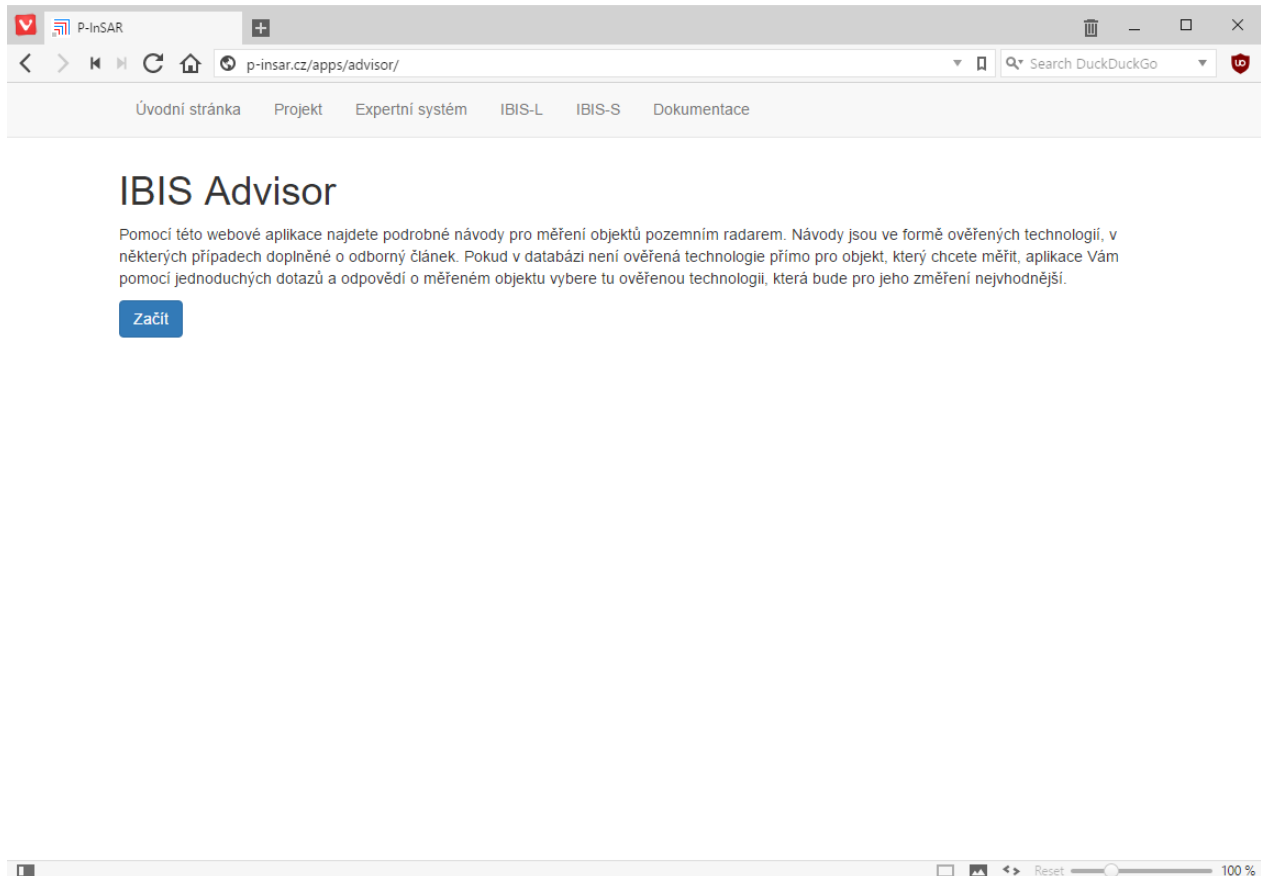 P-InSAR
p-insar.cz/apps/advisor/
Search DuckDuckGo
Úvodní stránka Projekt Expertní systém IBIS-L IBIS-S Dokumentace
IBIS Advisor
Pomocí této webové aplikace najdete podrobné návody pro měření objektů pozemním radarem. Návody jsou ve formě ověřených technologií, v
některých případech doplněné o odborný článek. Pokud v databázi není ověřená technologie přímo pro objekt, který chcete měřit, aplikace Vám
pomocí jednoduchých dotazů a odpovědí o měřeném objektu vybere tu ověřenou technologii, která bude pro jeho změření nejvhodnější.
Začít
Reset 100 %